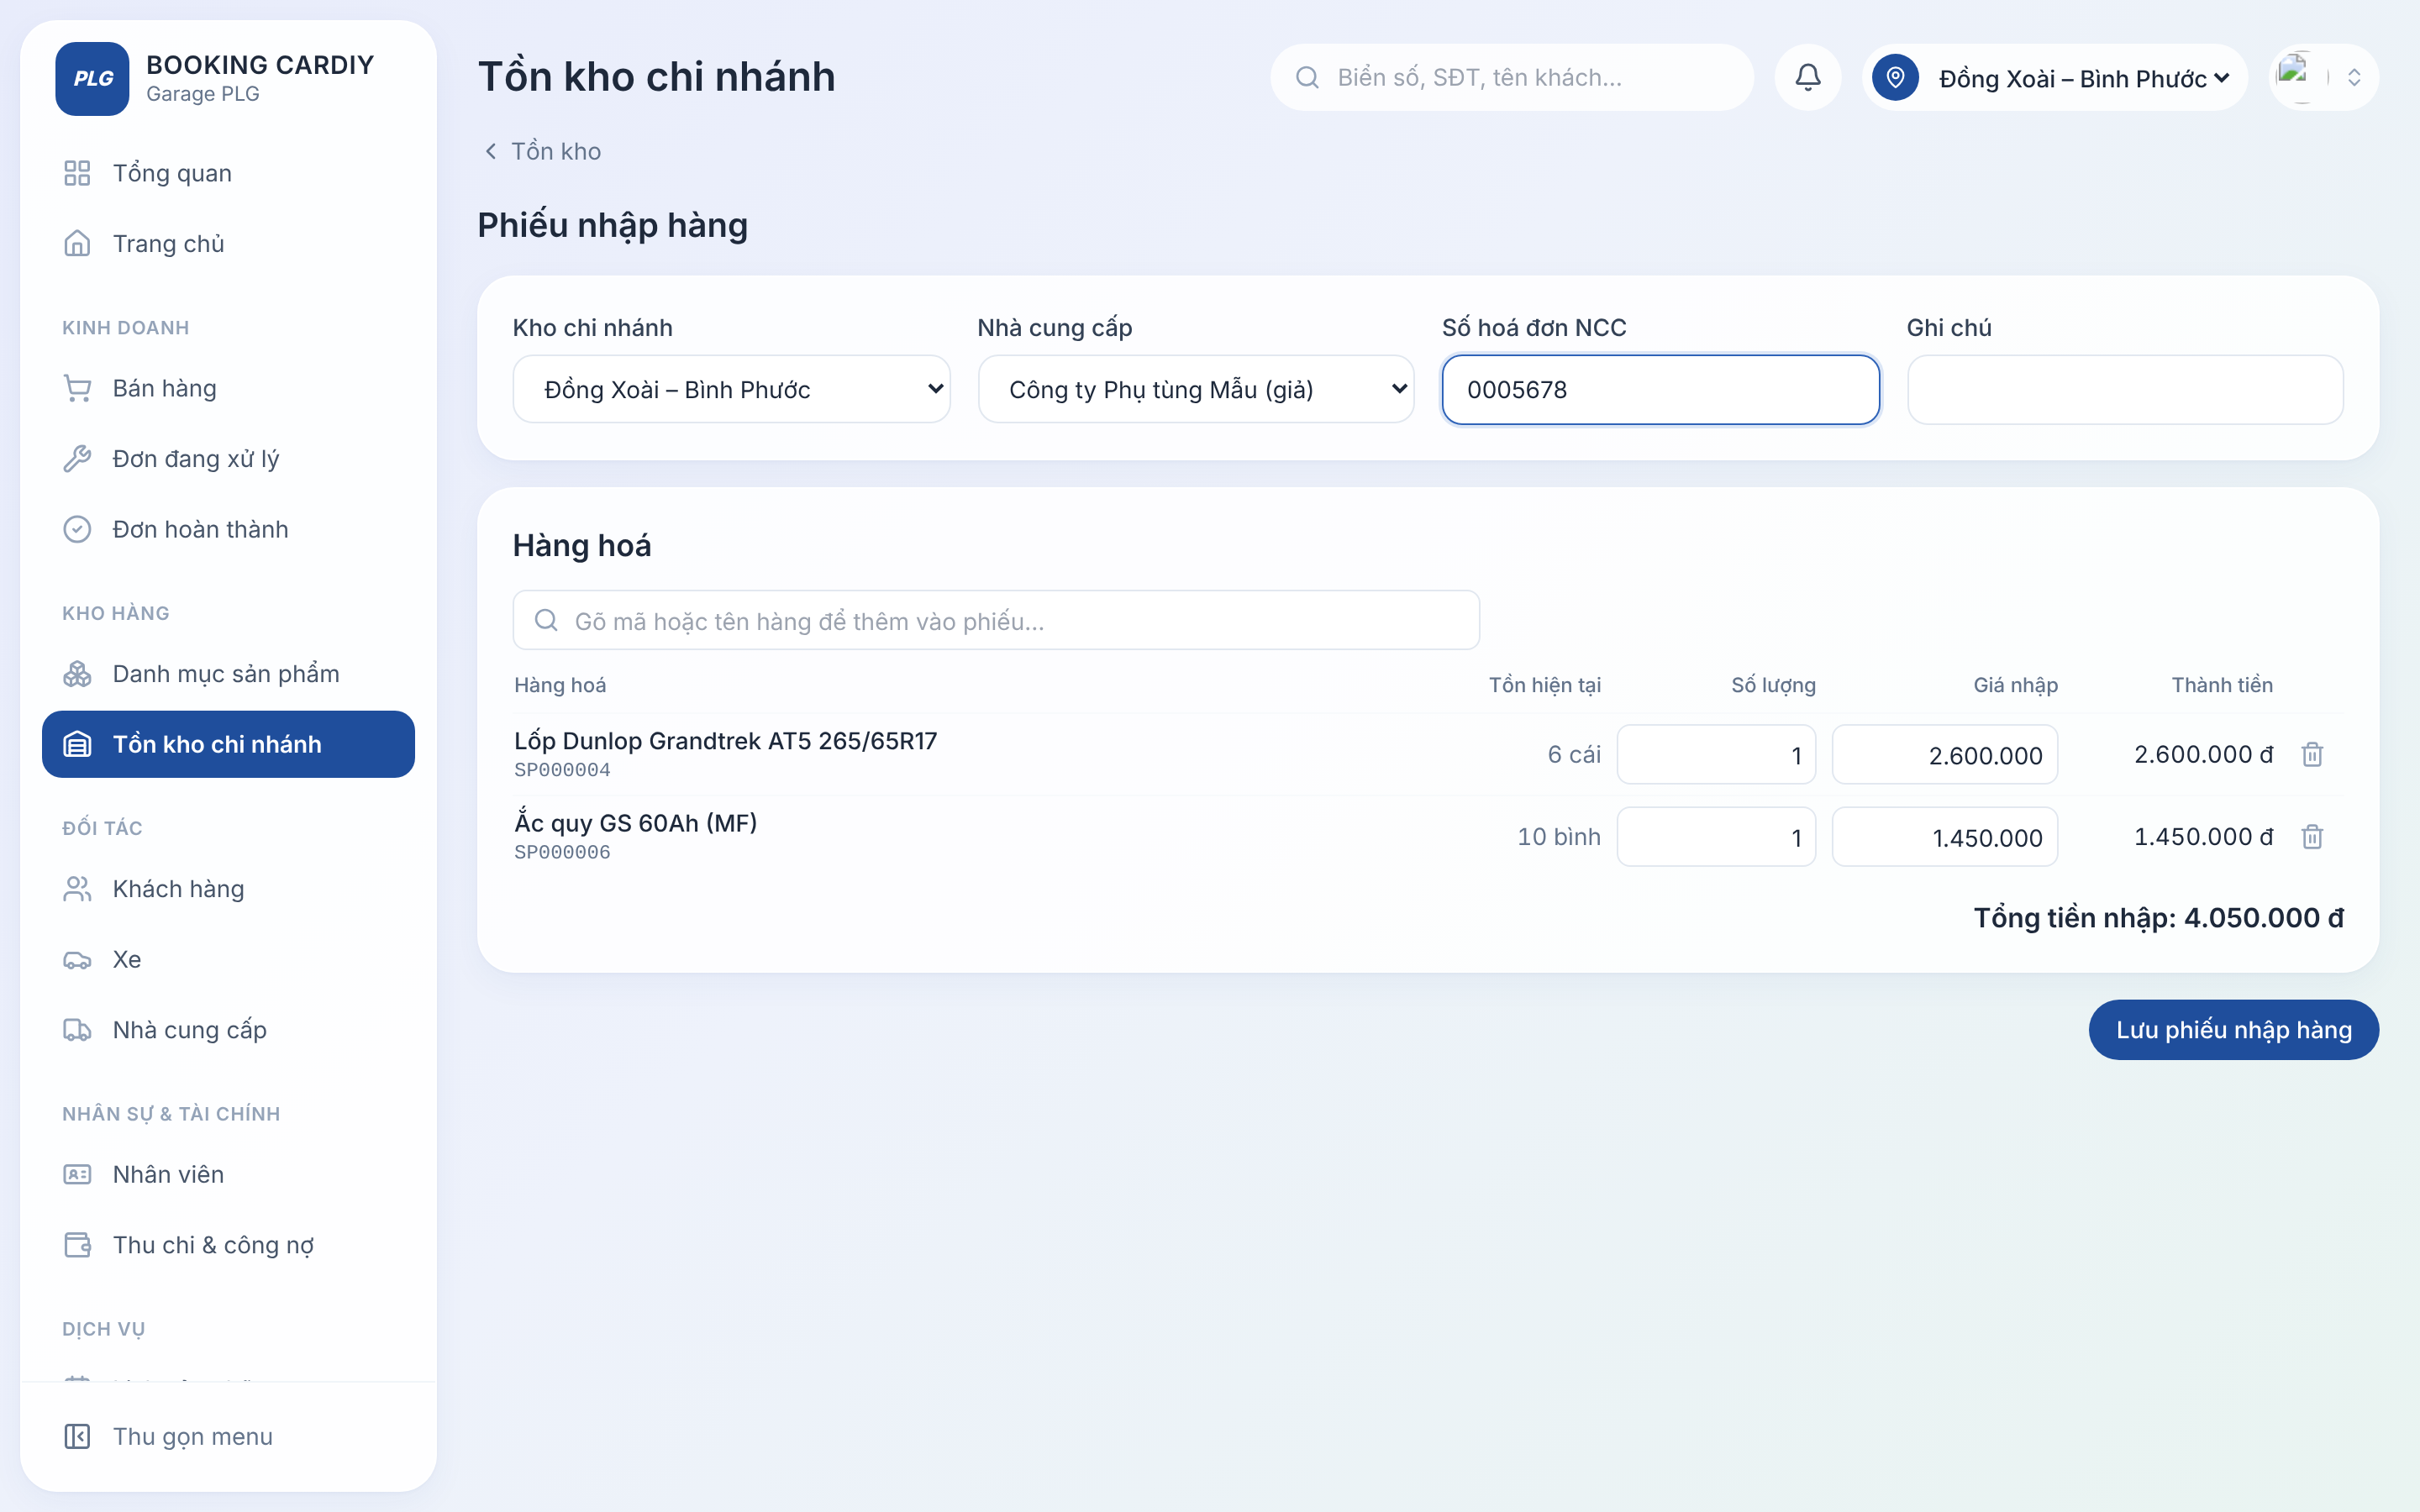 PLG
BOOKING CARDIY
Garage PLG
Tổng quan
Trang chủ
KINH DOANH
Bán hàng
Đơn đang xử lý
Đơn hoàn thành
KHO HÀNG
Danh mục sản phẩm
Tồn kho chi nhánh
ĐỐI TÁC
Khách hàng
Xe
Nhà cung cấp
NHÂN SỰ & TÀI CHÍNH
Nhân viên
Thu chi & công nợ
DỊCH VỤ
Thu gọn menu
Tồn kho chi nhánh
Biển số, SĐT, tên khách...
Đồng Xoài – Bình Phước
Tồn kho
Phiếu nhập hàng
Kho chi nhánh Nhà cung cấp Số hoá đơn NCC Ghi chú
Đồng Xoài – Bình Phước Công ty Phụ tùng Mẫu (giả) 0005678
Hàng hoá
Gõ mã hoặc tên hàng để thêm vào phiếu...
Hàng hoá Tồn hiện tại Số lượng Giá nhập Thành tiền
Lốp Dunlop Grandtrek AT5 265/65R17
SP000004
6 cái 1 2.600.000 2.600.000 đ
Ắc quy GS 60Ah (MF)
SP000006
10 bình 1 1.450.000 1.450.000 đ
Tổng tiền nhập: 4.050.000 đ
Lưu phiếu nhập hàng